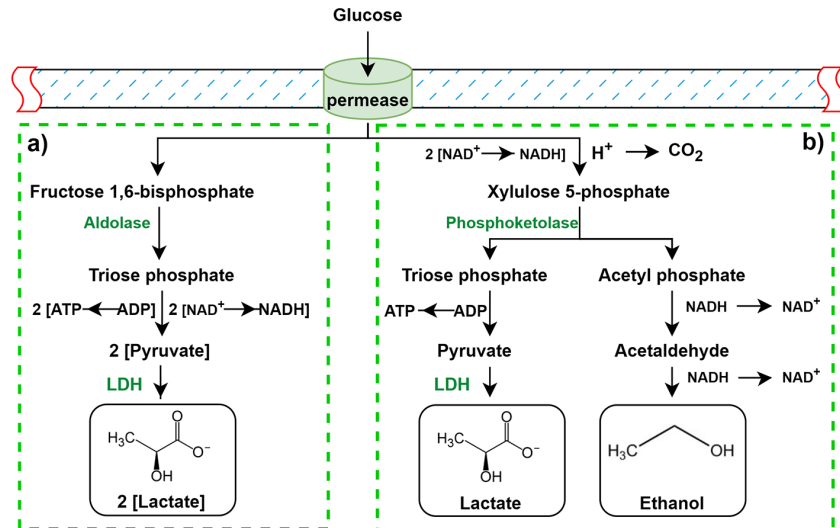 Glucose
permease
a)
Fructose 1,6-bisphosphate
Aldolase
Triose phosphate
2 [ATP ADP] 2 [NAD⁺ NADH]
2 [Pyruvate]
LDH
H₃C O O⁻ OH
2 [Lactate]
b)
2 [NAD⁺ NADH] H⁺ CO₂
Xylulose 5-phosphate
Phosphoketolase
Triose phosphate
ATP ADP
Pyruvate
LDH
H₃C O O⁻ OH
Lactate
Acetyl phosphate
NADH NAD⁺
Acetaldehyde
NADH NAD⁺
H₃C OH
Ethanol